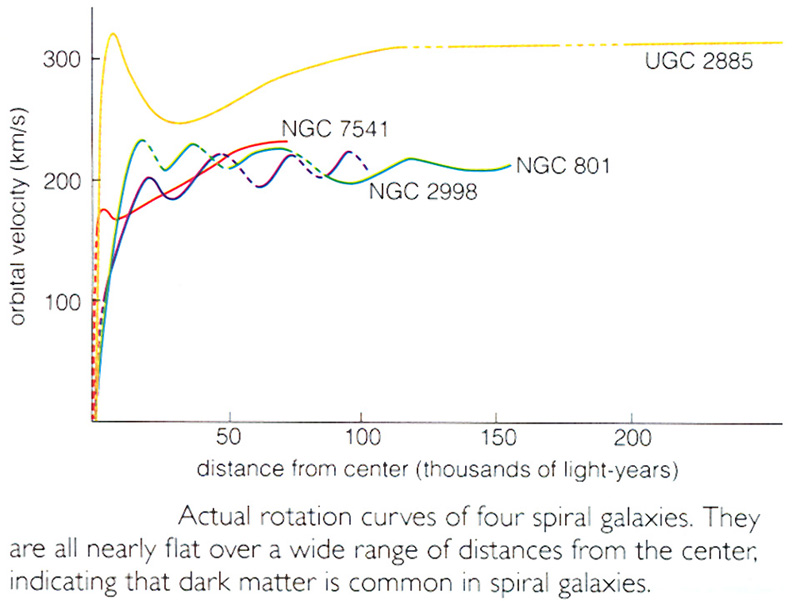 300
UGC 2885
NGC 7541
200
NGC 801
NGC 2998
100
orbital velocity (km/s)
50
100
150
200
distance from center (thousands of light-years)
Actual rotation curves of four spiral galaxies. They
are all nearly flat over a wide range of distances from the center,
indicating that dark matter is common in spiral galaxies.